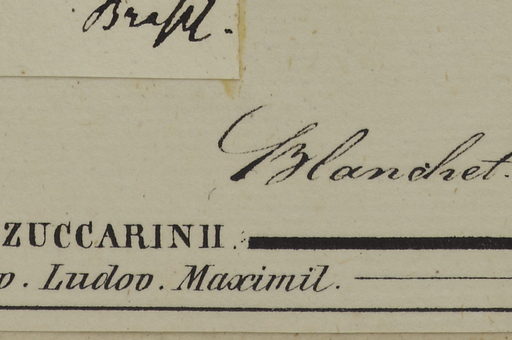 Brasil.
Blanchet.
ZUCCARINII.
p. Ludov. Maximil.